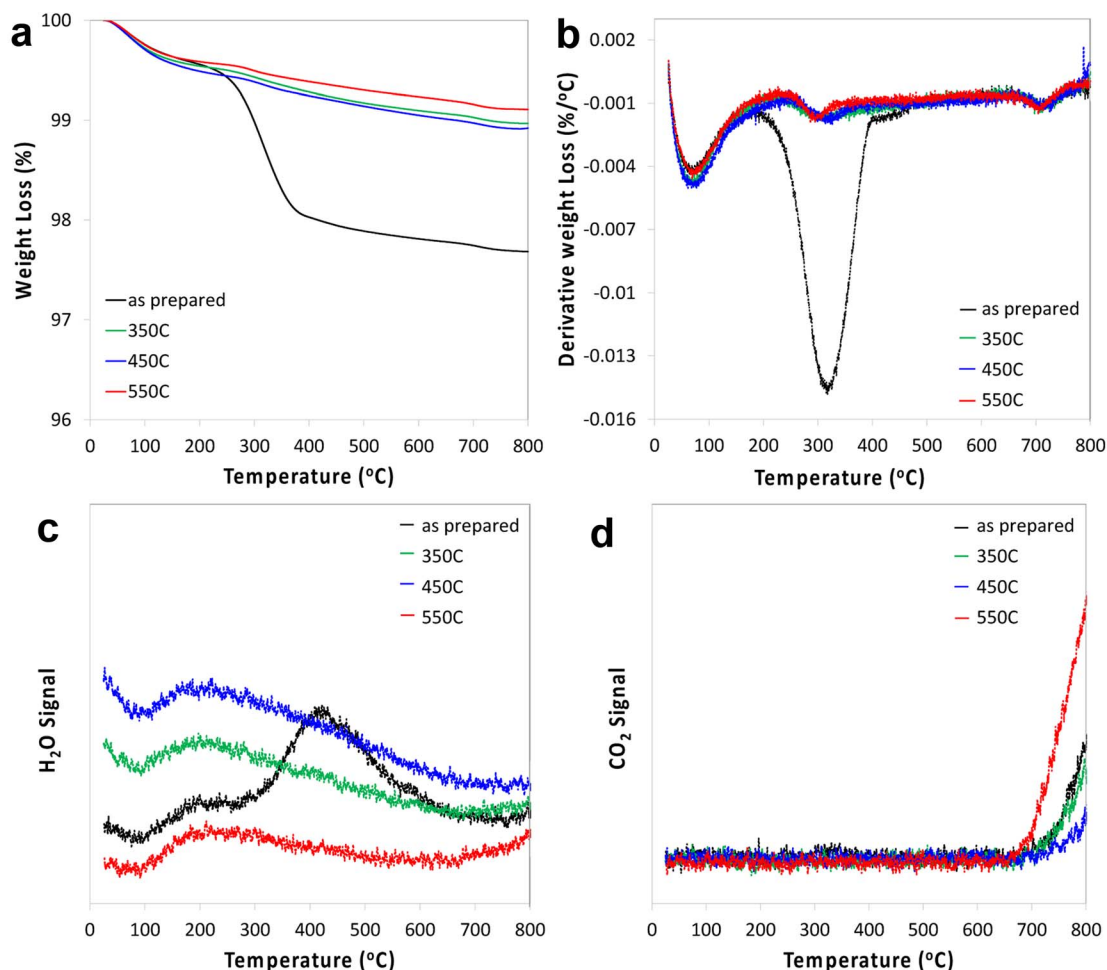 a
100
99
98
97
96
Weight Loss (%)
as prepared
350C
450C
550C
0 100 200 300 400 500 600 700 800
Temperature (°C)
b
0.002
-0.001
-0.004
-0.007
-0.01
-0.013
-0.016
Derivative weight Loss (%/°C)
as prepared
350C
450C
550C
0 100 200 300 400 500 600 700 800
Temperature (°C)
c
H₂O Signal
as prepared
350C
450C
550C
0 100 200 300 400 500 600 700 800
Temperature (°C)
d
CO₂ Signal
as prepared
350C
450C
550C
0 100 200 300 400 500 600 700 800
Temperature (°C)